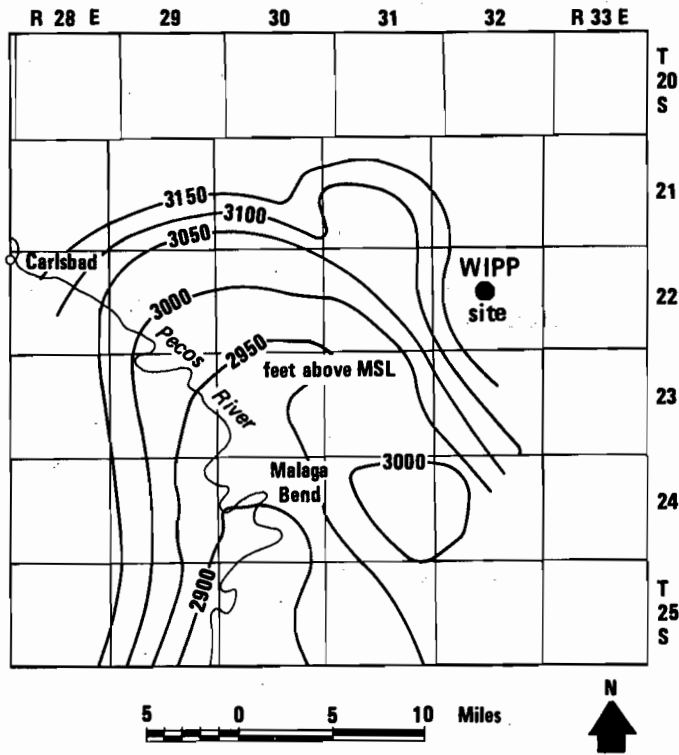 R 28 E 29 30 31 32 R 33 E
T
20
S
21
3150
3100
3050
Carlsbad
WIPP
site
22
3000
Pecos
River
2950
feet above MSL
23
Malaga
Bend
3000
24
2900
T
25
S
5 0 5 10 Miles
N